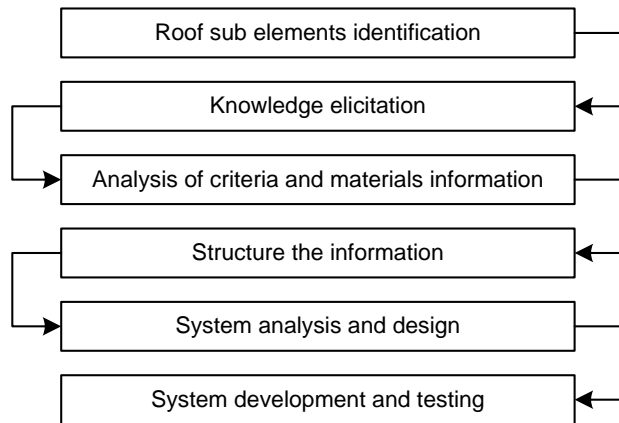 Roof sub elements identification
Knowledge elicitation
Analysis of criteria and materials information
Structure the information
System analysis and design
System development and testing